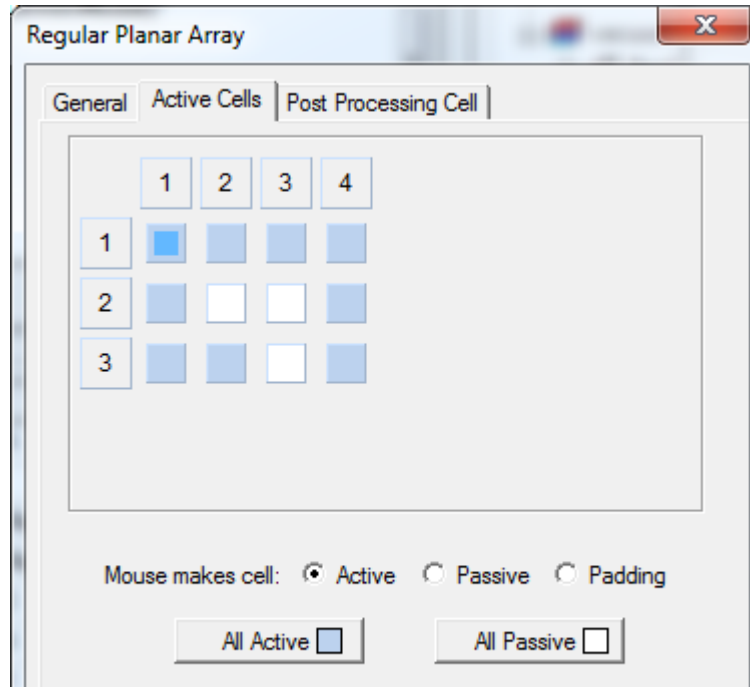 Regular Planar Array
General Active Cells Post Processing Cell
1 2 3 4
1
2
3
Mouse makes cell: Active Passive Padding
All Active All Passive